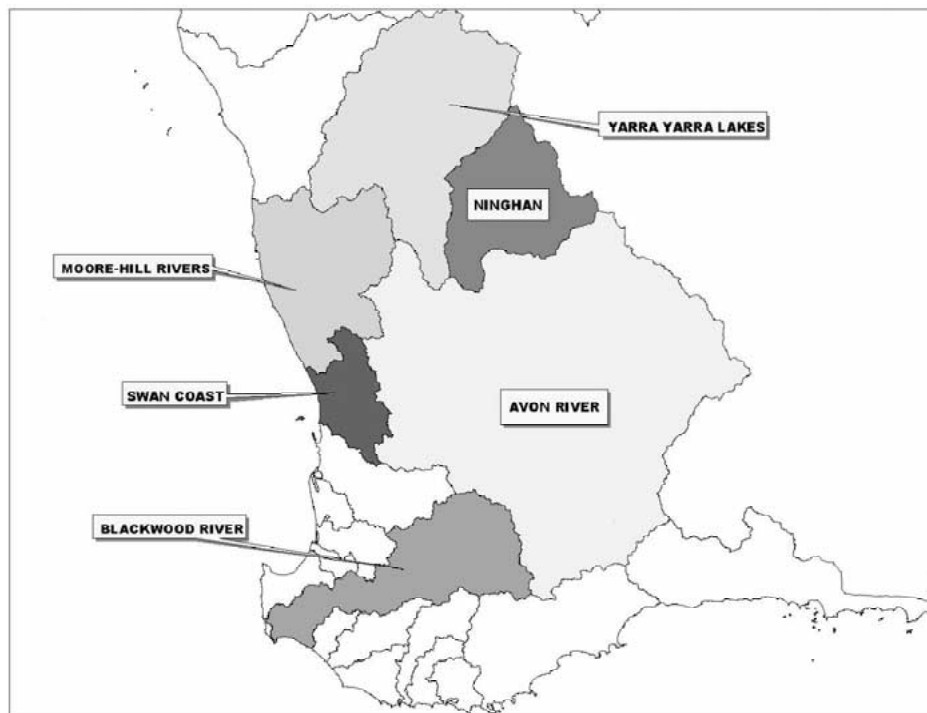 YARRA YARRA LAKES
NINGHAN
MOORE-HILL RIVERS
SWAN COAST
AVON RIVER
BLACKWOOD RIVER